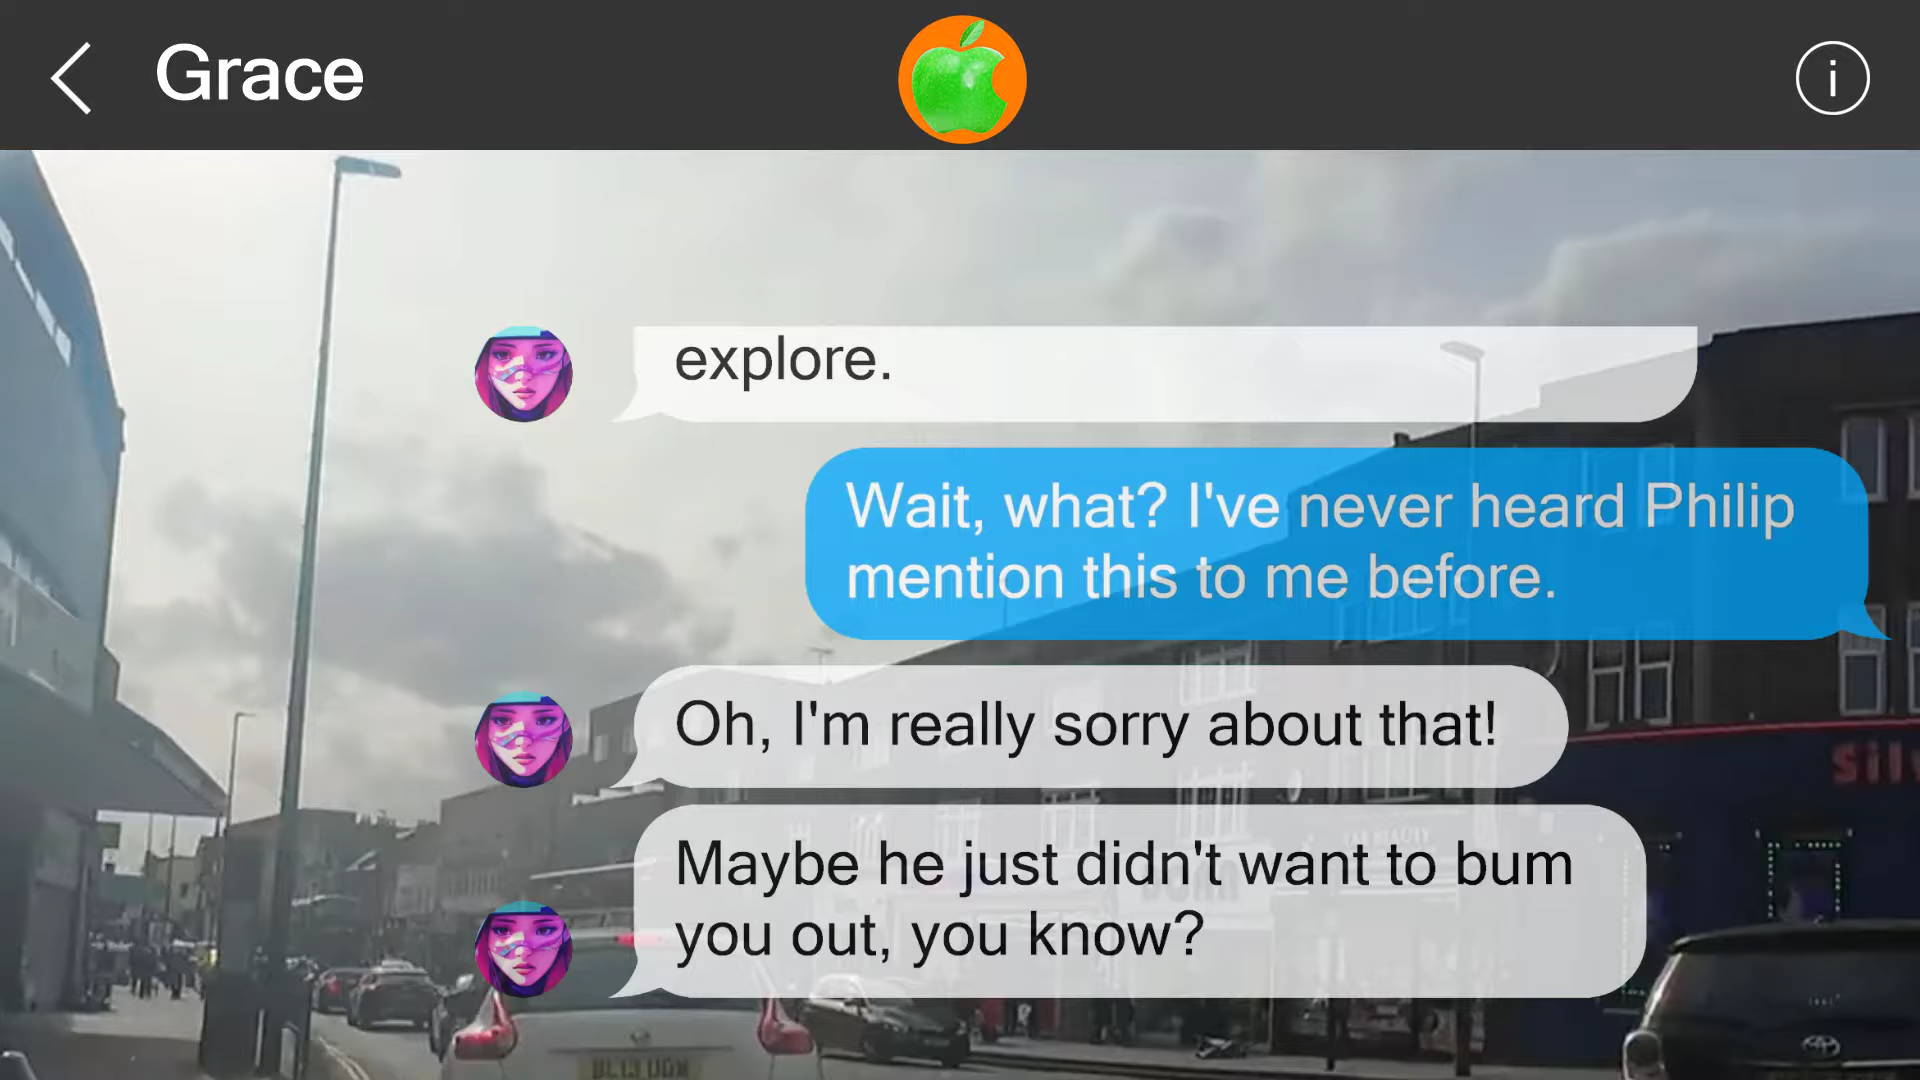 Grace
i
explore.
Wait, what? I've never heard Philip
mention this to me before.
Oh, I'm really sorry about that!
Maybe he just didn't want to bum
you out, you know?